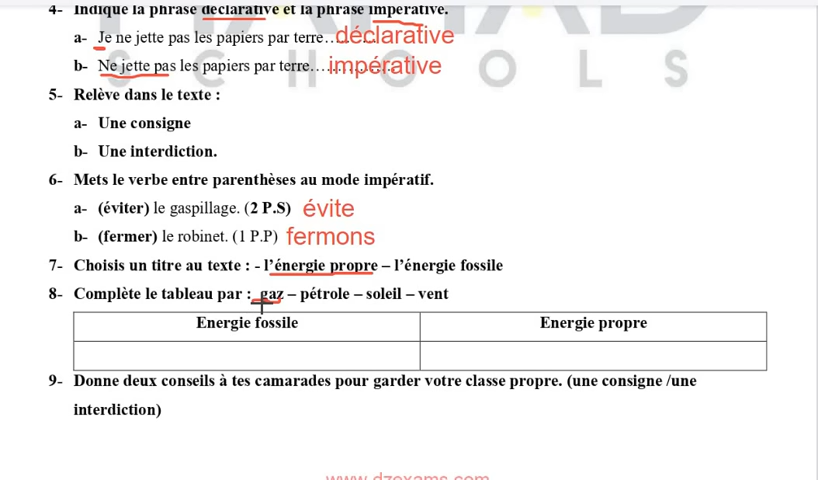 4- Indique la phrase déclarative et la phrase impérative.
a- Je ne jette pas les papiers par terre…déclarative
b- Ne jette pas les papiers par terre…impérative
CHOOLS
5- Relève dans le texte :
a- Une consigne
b- Une interdiction.
6- Mets le verbe entre parenthèses au mode impératif.
a- (éviter) le gaspillage. (2 P.S) évite
b- (fermer) le robinet. (1 P.P) fermons
7- Choisis un titre au texte : - l’énergie propre – l’énergie fossile
8- Complète le tableau par : gaz – pétrole – soleil – vent
Energie fossile Energie propre
9- Donne deux conseils à tes camarades pour garder votre classe propre. (une consigne /une
interdiction)
www.dzexams.com